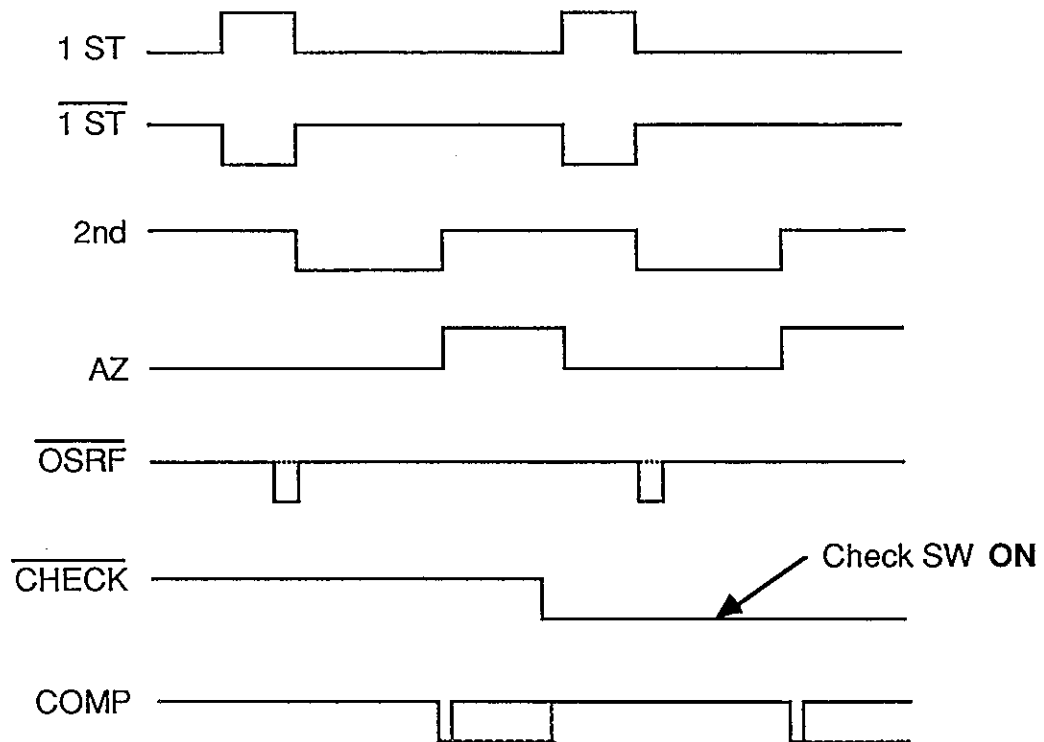 1 ST
1 ST
2nd
AZ
OSRF
CHECK
Check SW ON
COMP